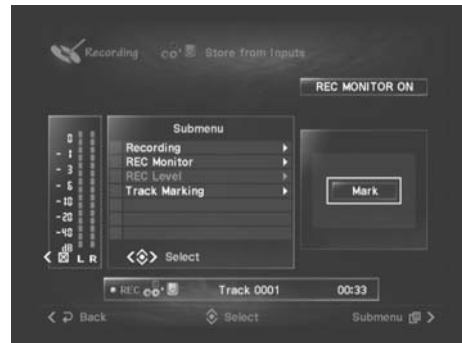 Recording Store from Inputs
REC MONITOR ON
Submenu
Recording
REC Monitor
REC Level
Track Marking
Select
0
- 1
- 3
- 6
-10
-20
-40
dB
L R
Mark
REC Track 0001 00:33
Back Select Submenu